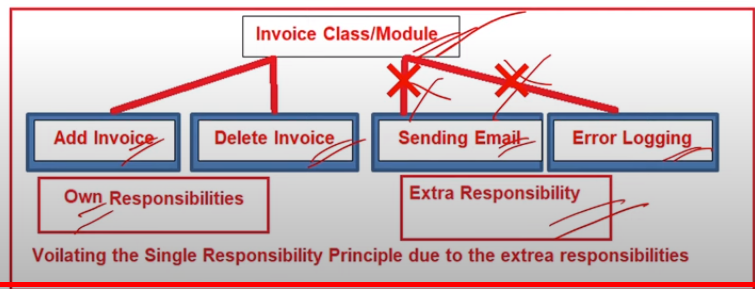 Invoice Class/Module
Add Invoice
Delete Invoice
Sending Email
Error Logging
Own Responsibilities
Extra Responsibility
Voilating the Single Responsibility Principle due to the extrea responsibilities